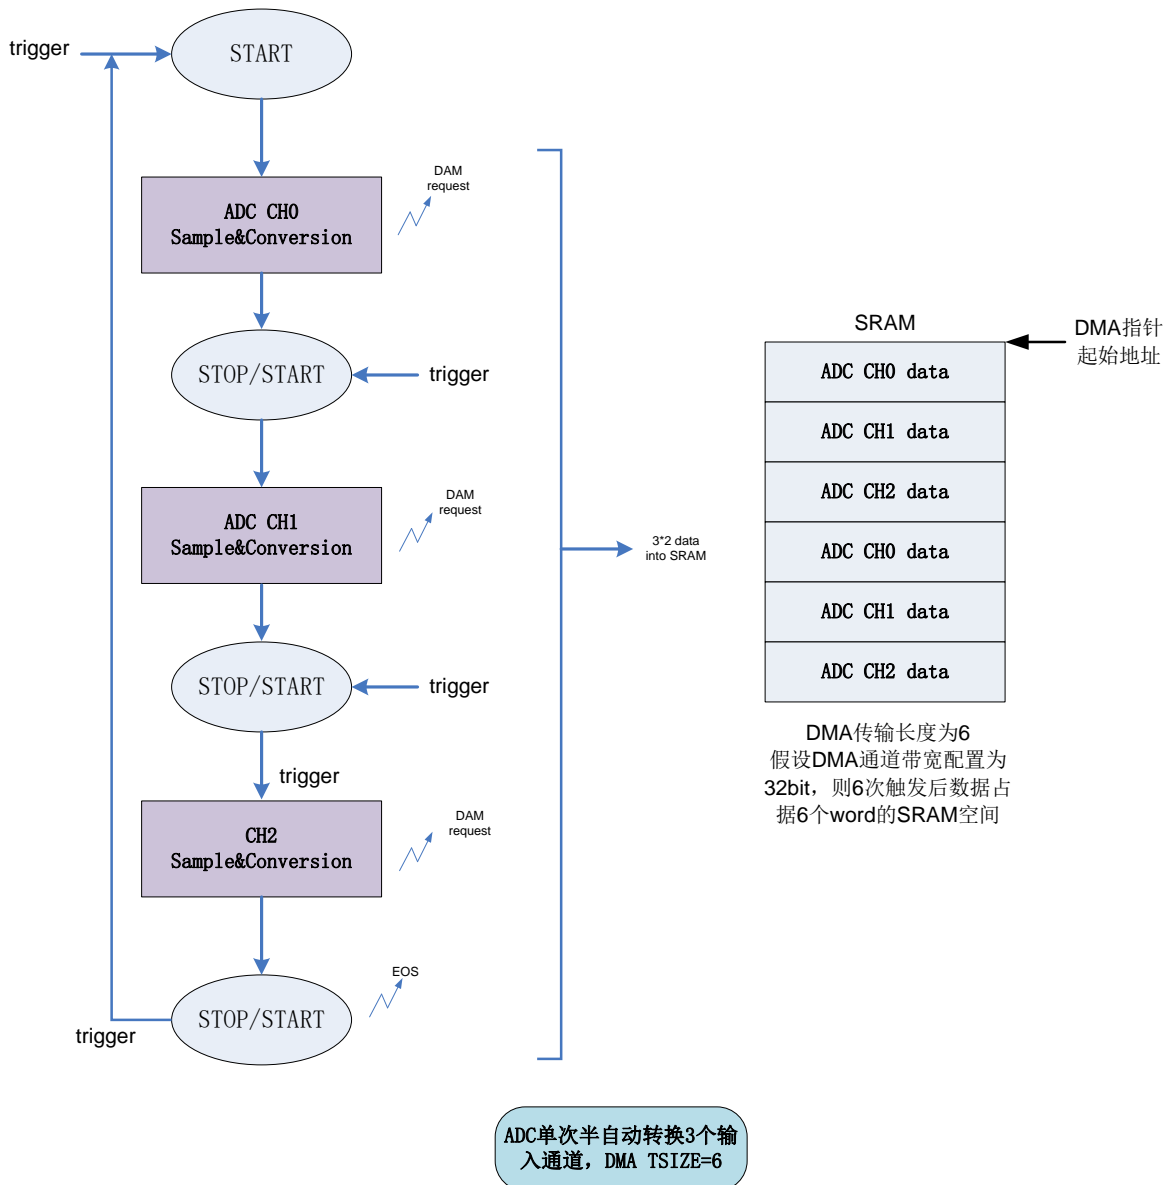 trigger
START
DAM
request
ADC CH0
Sample&Conversion
STOP/START
trigger
DAM
request
ADC CH1
Sample&Conversion
STOP/START
trigger
trigger
DAM
request
CH2
Sample&Conversion
EOS
STOP/START
trigger
3*2 data
into SRAM
SRAM
DMA指针
起始地址
ADC CH0 data
ADC CH1 data
ADC CH2 data
ADC CH0 data
ADC CH1 data
ADC CH2 data
DMA传输长度为6
假设DMA通道带宽配置为
32bit，则6次触发后数据占
据6个word的SRAM空间
ADC单次半自动转换3个输
入通道，DMA TSIZE=6